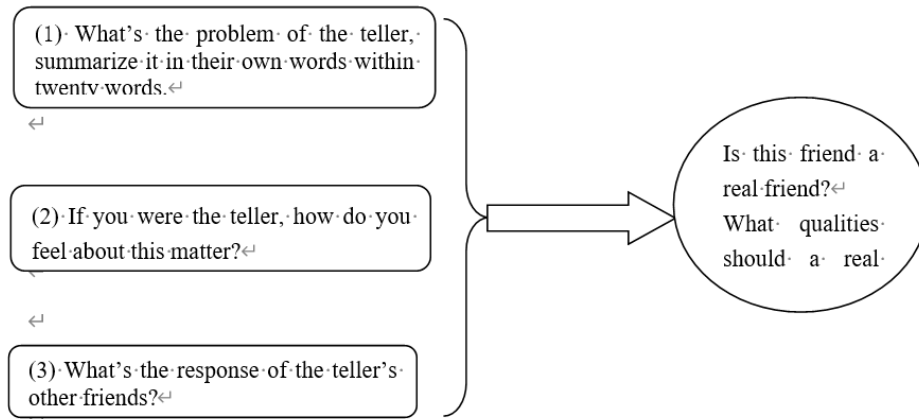 (1) What's the problem of the teller,
summarize it in their own words within
twenty words.
(2) If you were the teller, how do you
feel about this matter?
(3) What's the response of the teller's
other friends?
Is this friend a
real friend?
What qualities
should a real